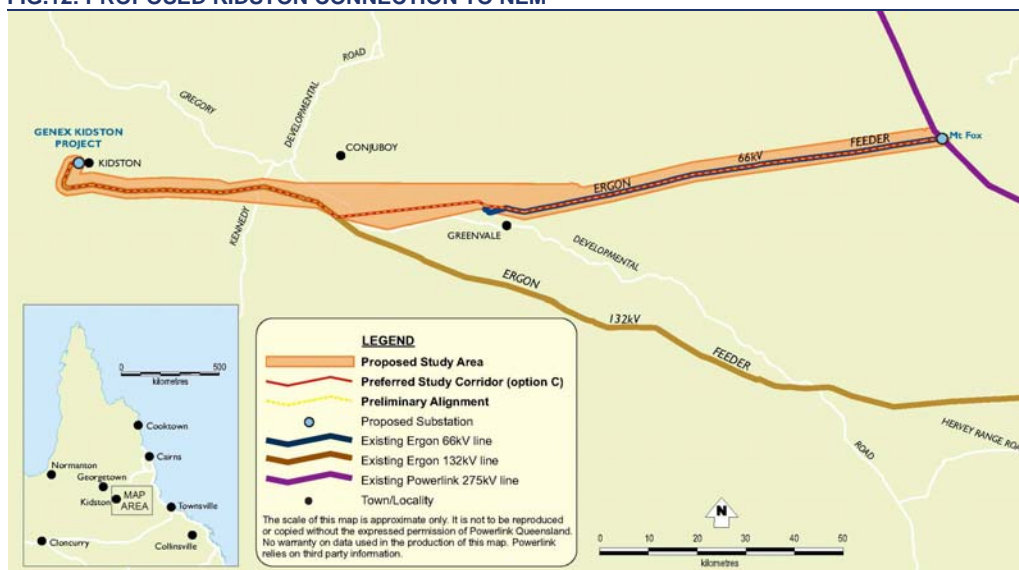 FIG.12: PROPOSED KIDSTON CONNECTION TO NEM
ROAD
GREGORY
DEVELOPMENTAL
GENEX KIDSTON
PROJECT
KIDSTON
CONJUBOY
Mt Fox
FEEDER
66kV
ERGON
KENNEDY
GREENVALE
DEVELOPMENTAL
ERGON
132kV
FEEDER
ROAD
HERVEY RANGE ROAD
0 500
kilometres
Cooktown
Cairns
Normanton
Georgetown
Kidston
MAP
AREA
Townsville
Cloncurry
Collinsville
LEGEND
Proposed Study Area
Preferred Study Corridor (option C)
Preliminary Alignment
Proposed Substation
Existing Ergon 66kV line
Existing Ergon 132kV line
Existing Powerlink 275kV line
Town/Locality
The scale of this map is approximate only. It is not to be reproduced
or copied without the expressed permission of Powerlink Queensland.
No warranty on data used in the production of this map. Powerlink
relies on third party information.
N
0 10 20 30 40 50
kilometres